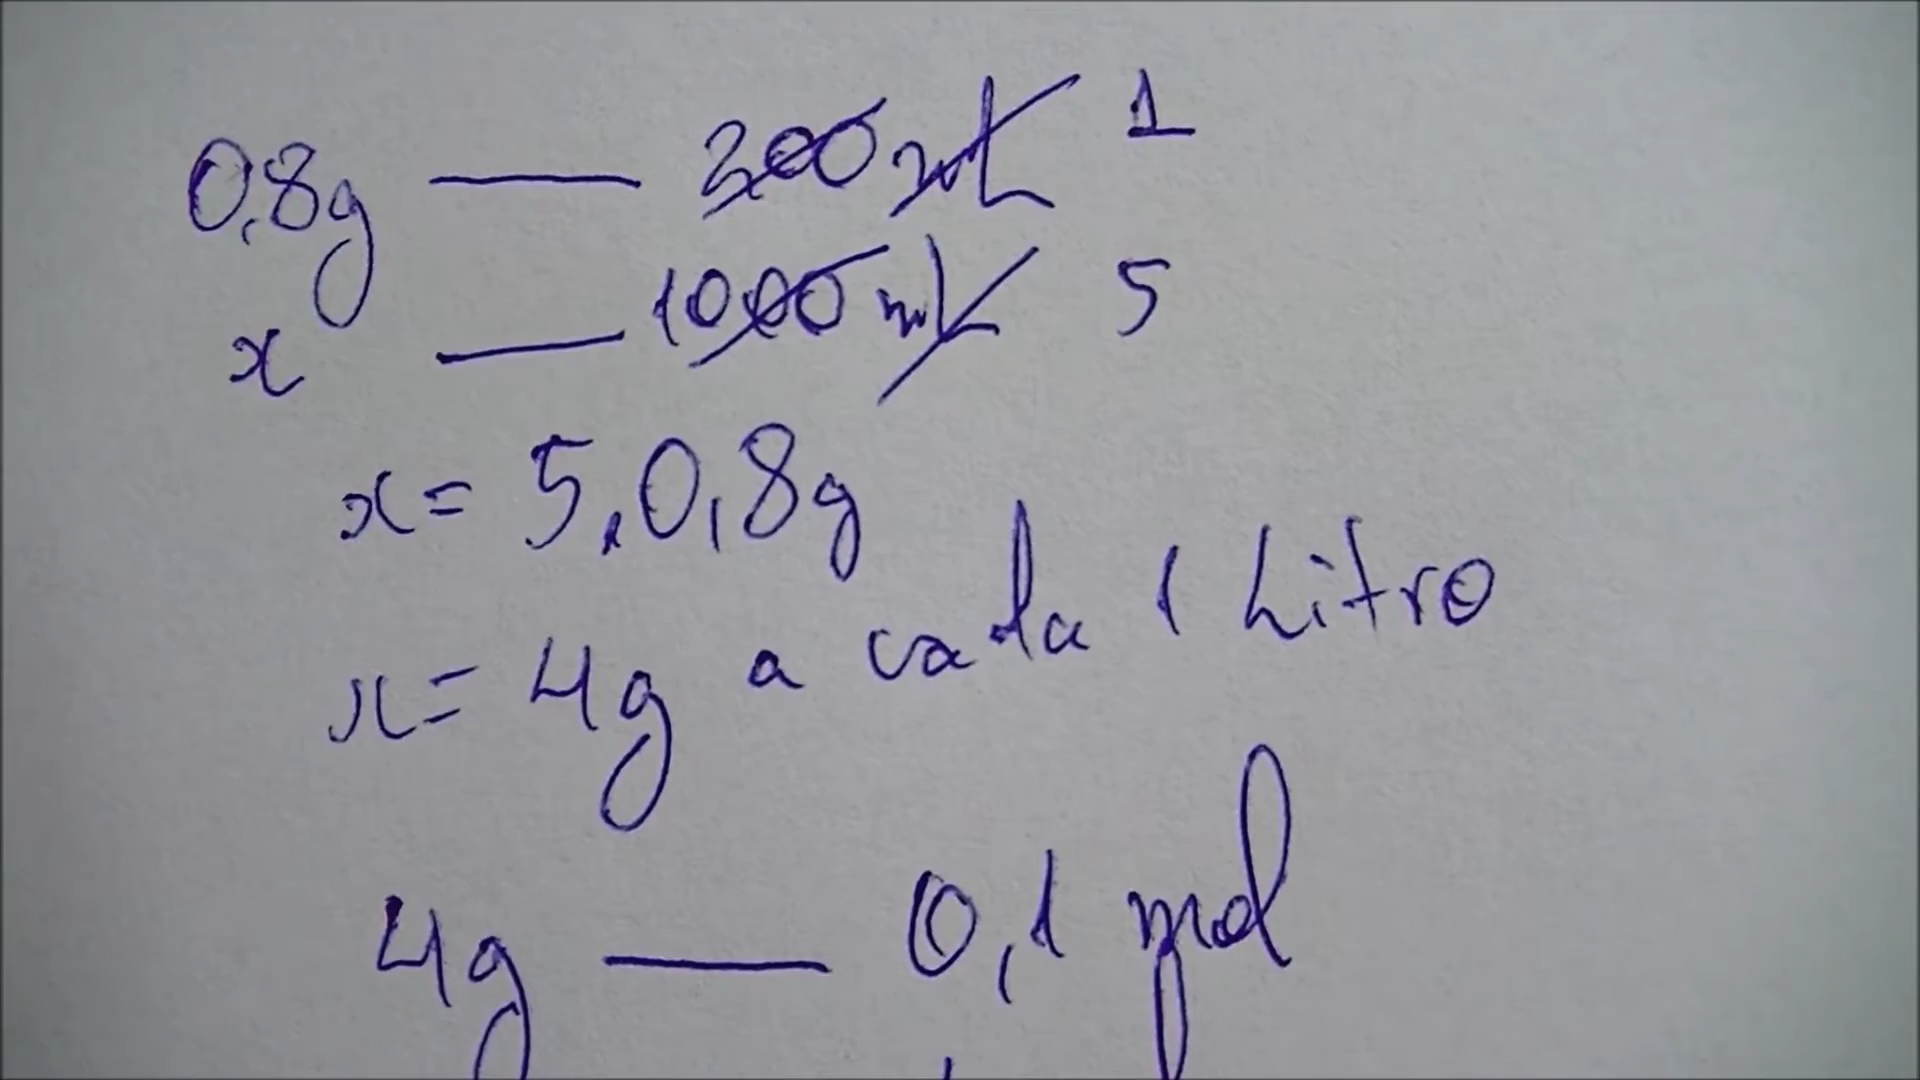 0,8g — 200 mL 1
x — 1000 mL 5
x = 5.0,8g
x = 4g a cada 1 Litro
4g — 0,1 mol